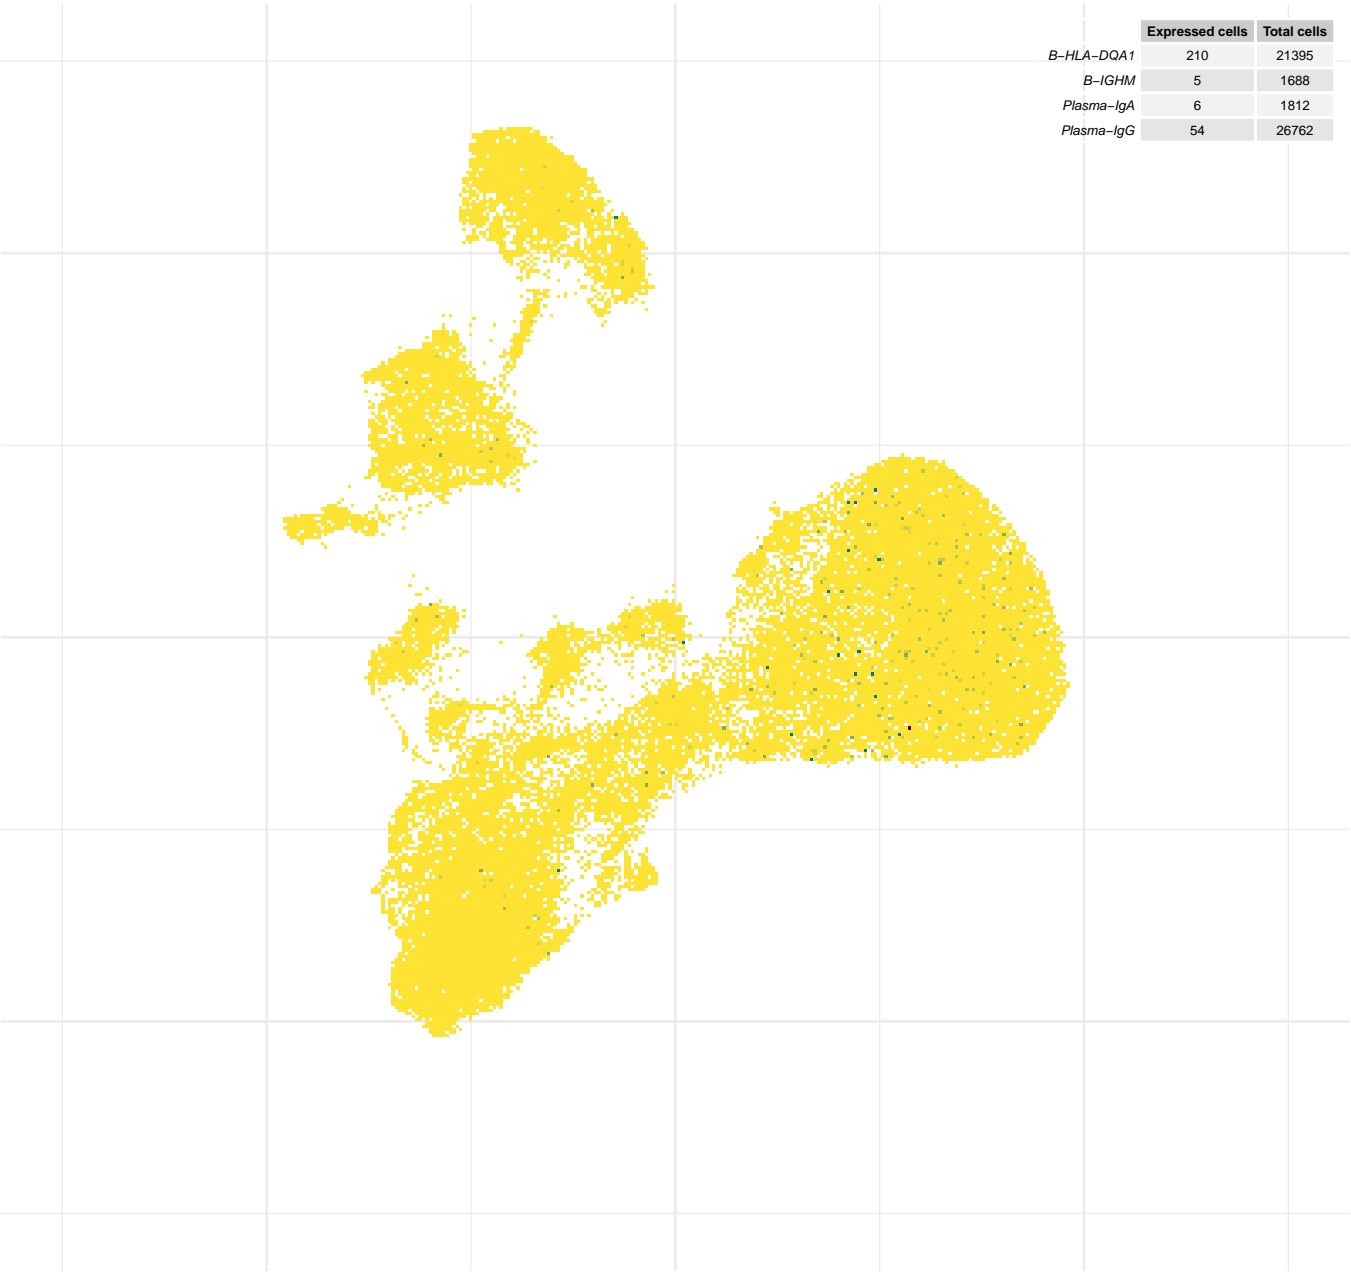 Expressed cells Total cells
B−HLA−DQA1 210 21395
B−IGHM 5 1688
Plasma−IgA 6 1812
Plasma−IgG 54 26762